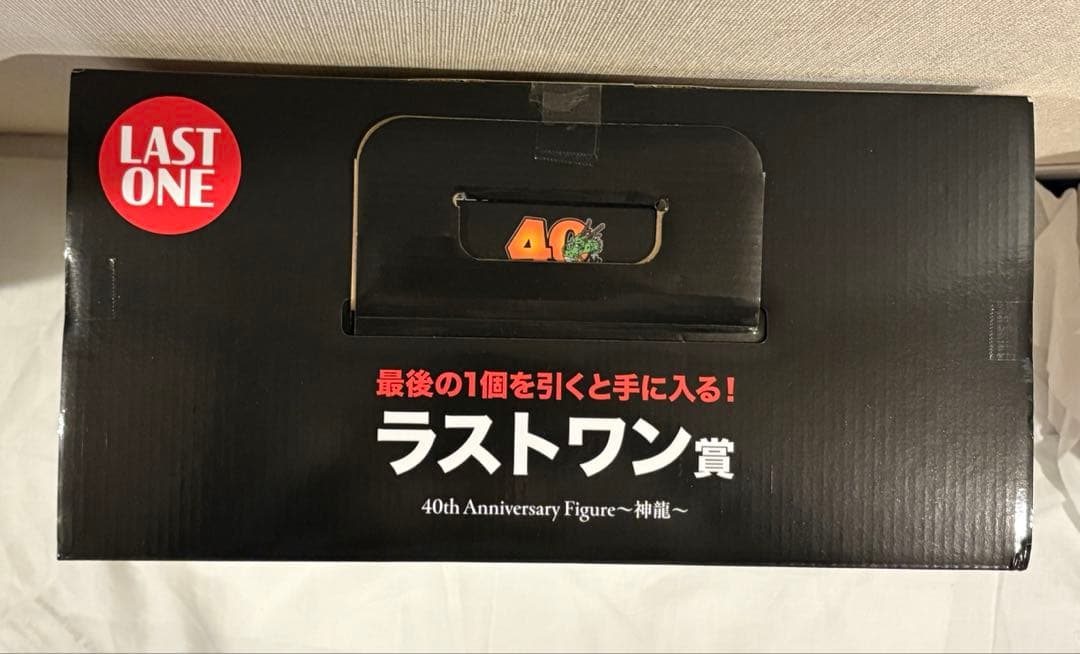 LAST
ONE
40
最後の1個を引くと手に入る!
ラストワン賞
40th Anniversary Figure～神龍～